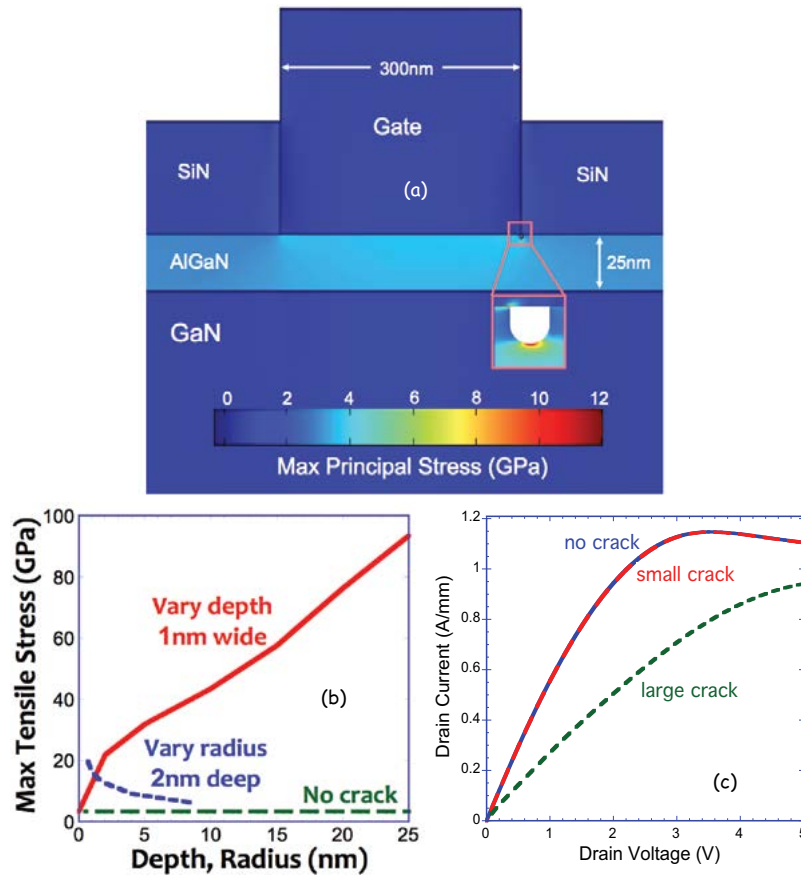 300nm
Gate
SiN
SiN
(a)
AlGaN
25nm
GaN
0 2 4 6 8 10 12
Max Principal Stress (GPa)
100
80
60
40
20
0
Max Tensile Stress (GPa)
Vary depth
1nm wide
(b)
Vary radius
2nm deep
No crack
0 5 10 15 20 25
Depth, Radius (nm)
1.2
1
0.8
0.6
0.4
0.2
0
Drain Current (A/mm)
no crack
small crack
large crack
(c)
0 1 2 3 4 5
Drain Voltage (V)